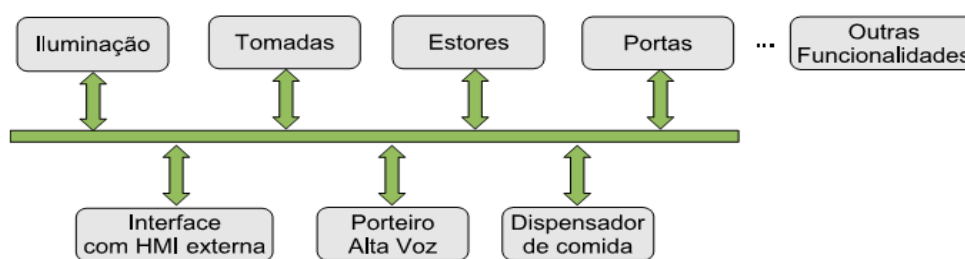 Iluminação
Tomadas
Estores
Portas
...
Outras
Funcionalidades
Interface
com HMI externa
Porteiro
Alta Voz
Dispensador
de comida